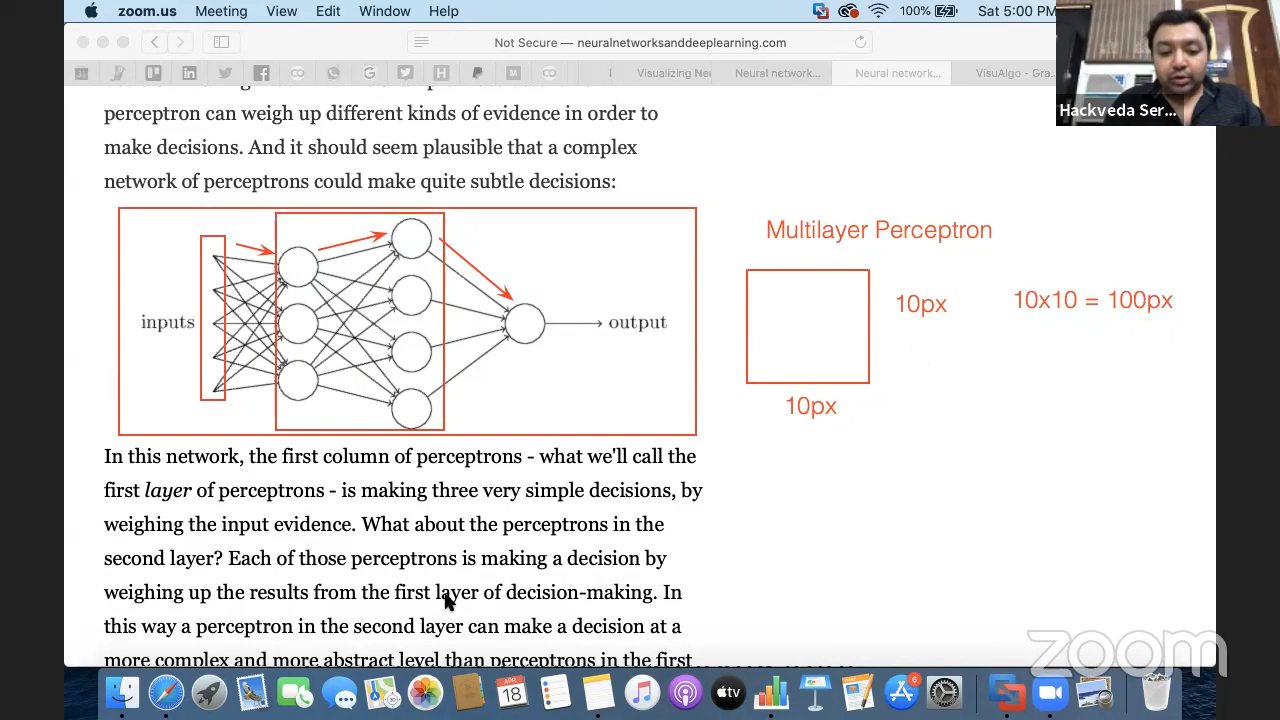 zoom.us Meeting View Edit Window Help
100% Sat 5:00 PM
Not Secure — neuralnetworksanddeeplearning.com
Visualizing Neu Neural network... Neural network... VisuAlgo - Gra...
Hackveda Ser...
perceptron can weigh up different kinds of evidence in order to
make decisions. And it should seem plausible that a complex
network of perceptrons could make quite subtle decisions:
inputs
output
Multilayer Perceptron
10px
10x10 = 100px
10px
In this network, the first column of perceptrons - what we'll call the
first layer of perceptrons - is making three very simple decisions, by
weighing the input evidence. What about the perceptrons in the
second layer? Each of those perceptrons is making a decision by
weighing up the results from the first layer of decision-making. In
this way a perceptron in the second layer can make a decision at a
more complex and more abstract level than perceptrons in the first
zoom
APR
18
tv
6